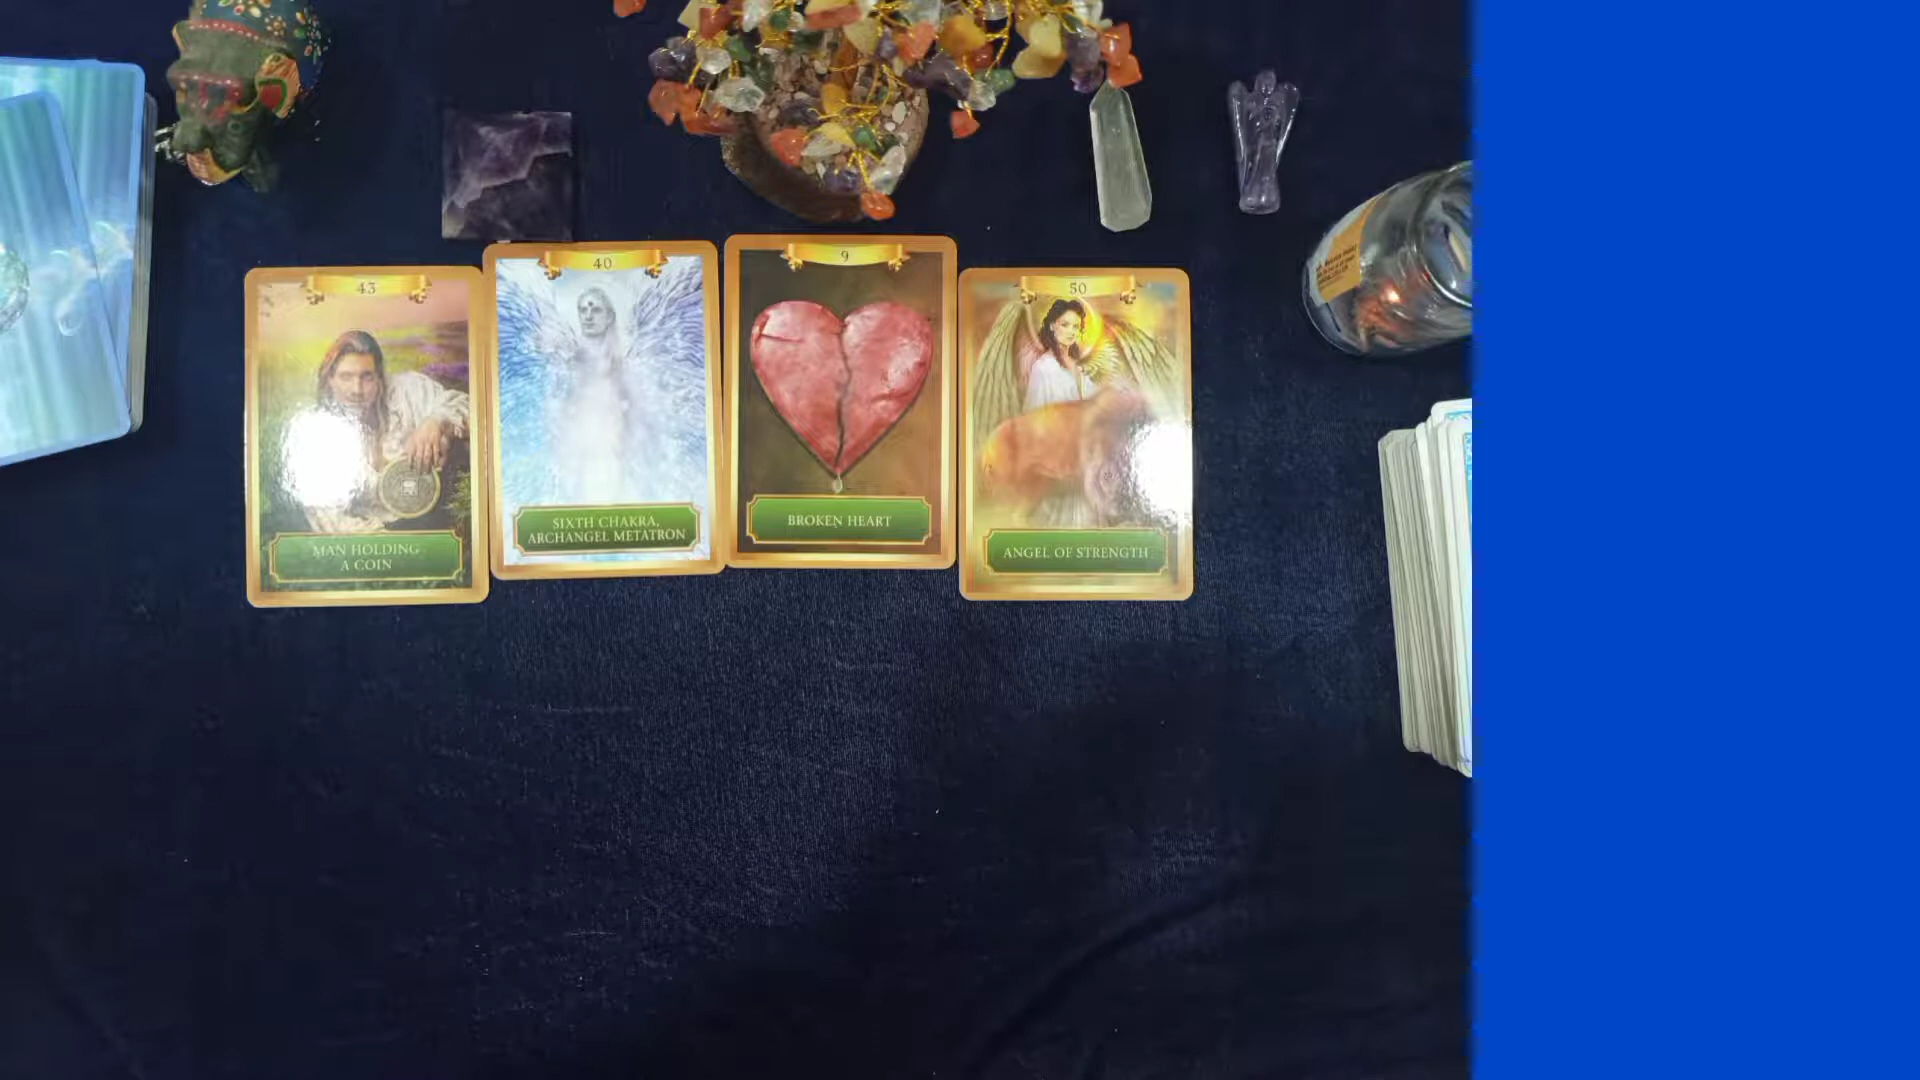 43
MAN HOLDING
A COIN
40
SIXTH CHAKRA,
ARCHANGEL METATRON
9
BROKEN HEART
50
ANGEL OF STRENGTH